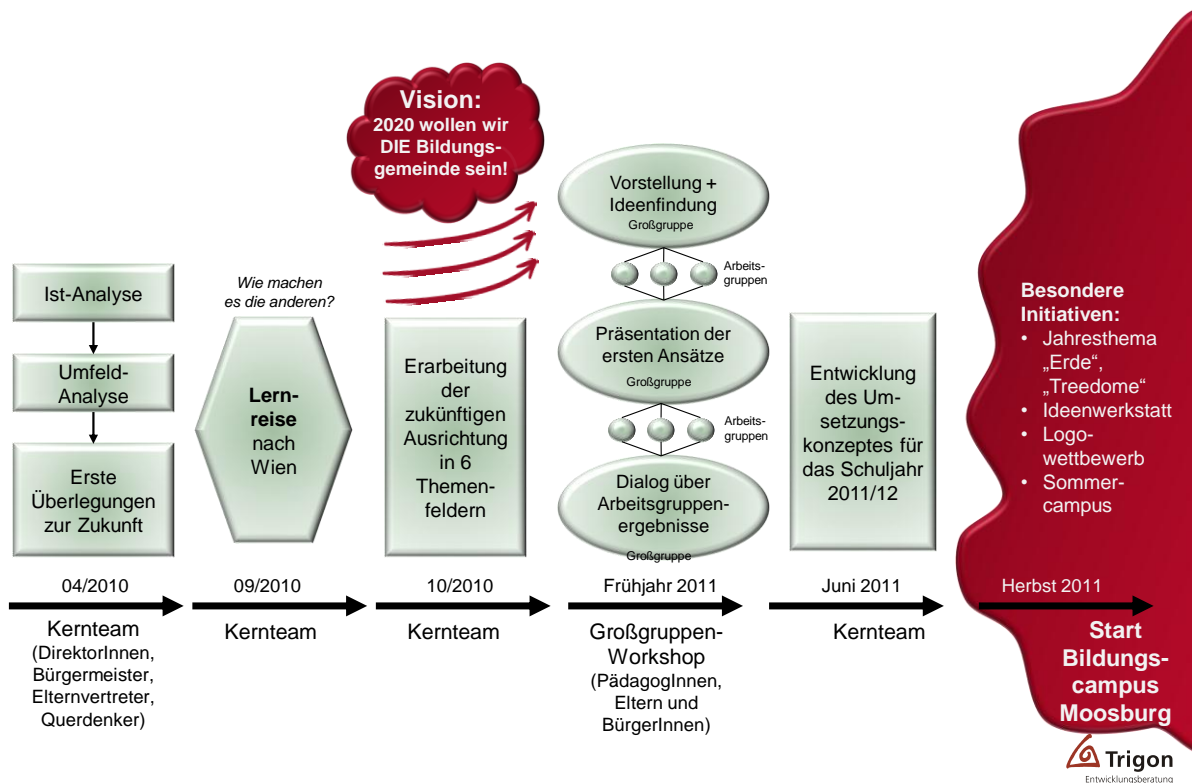 Vision:
2020 wollen wir
DIE Bildungs-
gemeinde sein!
Ist-Analyse
Umfeld-
Analyse
Erste
Überlegungen
zur Zukunft
Wie machen
es die anderen?
Lern-
reise
nach
Wien
Erarbeitung
der
zukünftigen
Ausrichtung
in 6
Themen-
feldern
Vorstellung +
Ideenfindung
Großgruppe
Arbeits-
gruppen
Präsentation der
ersten Ansätze
Großgruppe
Arbeits-
gruppen
Dialog über
Arbeitsgruppen-
ergebnisse
Großgruppe
Entwicklung
des Um-
setzungs-
konzeptes für
das Schuljahr
2011/12
Besondere
Initiativen:
• Jahresthema
„Erde“,
„Treedome“
• Ideenwerkstatt
• Logo-
wettbewerb
• Sommer-
campus
04/2010
Kernteam
(DirektorInnen,
Bürgermeister,
Elternvertreter,
Querdenker)
09/2010
Kernteam
10/2010
Kernteam
Frühjahr 2011
Großgruppen-
Workshop
(PädagogInnen,
Eltern und
BürgerInnen)
Juni 2011
Kernteam
Herbst 2011
Start
Bildungs-
campus
Moosburg
Trigon
Entwicklungsberatung